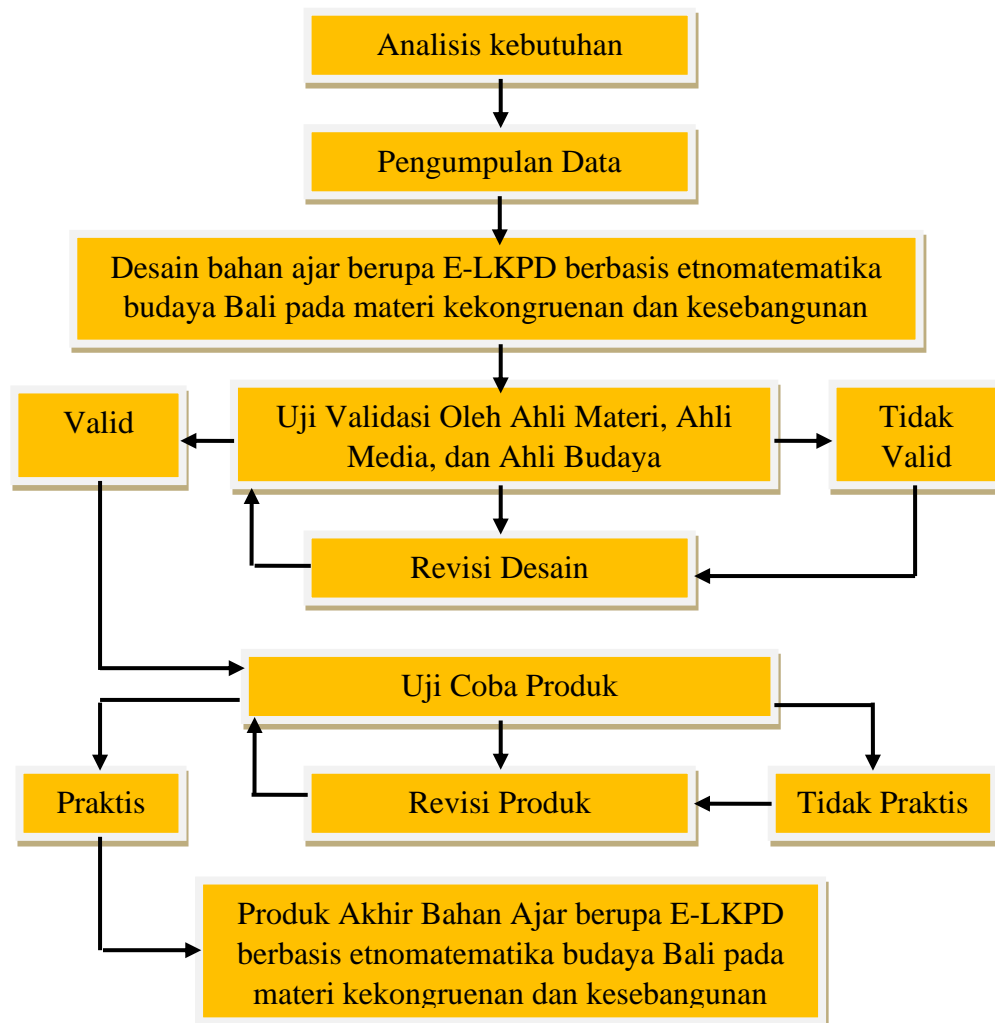 Analisis kebutuhan
Pengumpulan Data
Desain bahan ajar berupa E-LKPD berbasis etnomatematika
budaya Bali pada materi kekongruenan dan kesebangunan
Valid
Uji Validasi Oleh Ahli Materi, Ahli
Media, dan Ahli Budaya
Tidak
Valid
Revisi Desain
Uji Coba Produk
Praktis
Revisi Produk
Tidak Praktis
Produk Akhir Bahan Ajar berupa E-LKPD
berbasis etnomatematika budaya Bali pada
materi kekongruenan dan kesebangunan